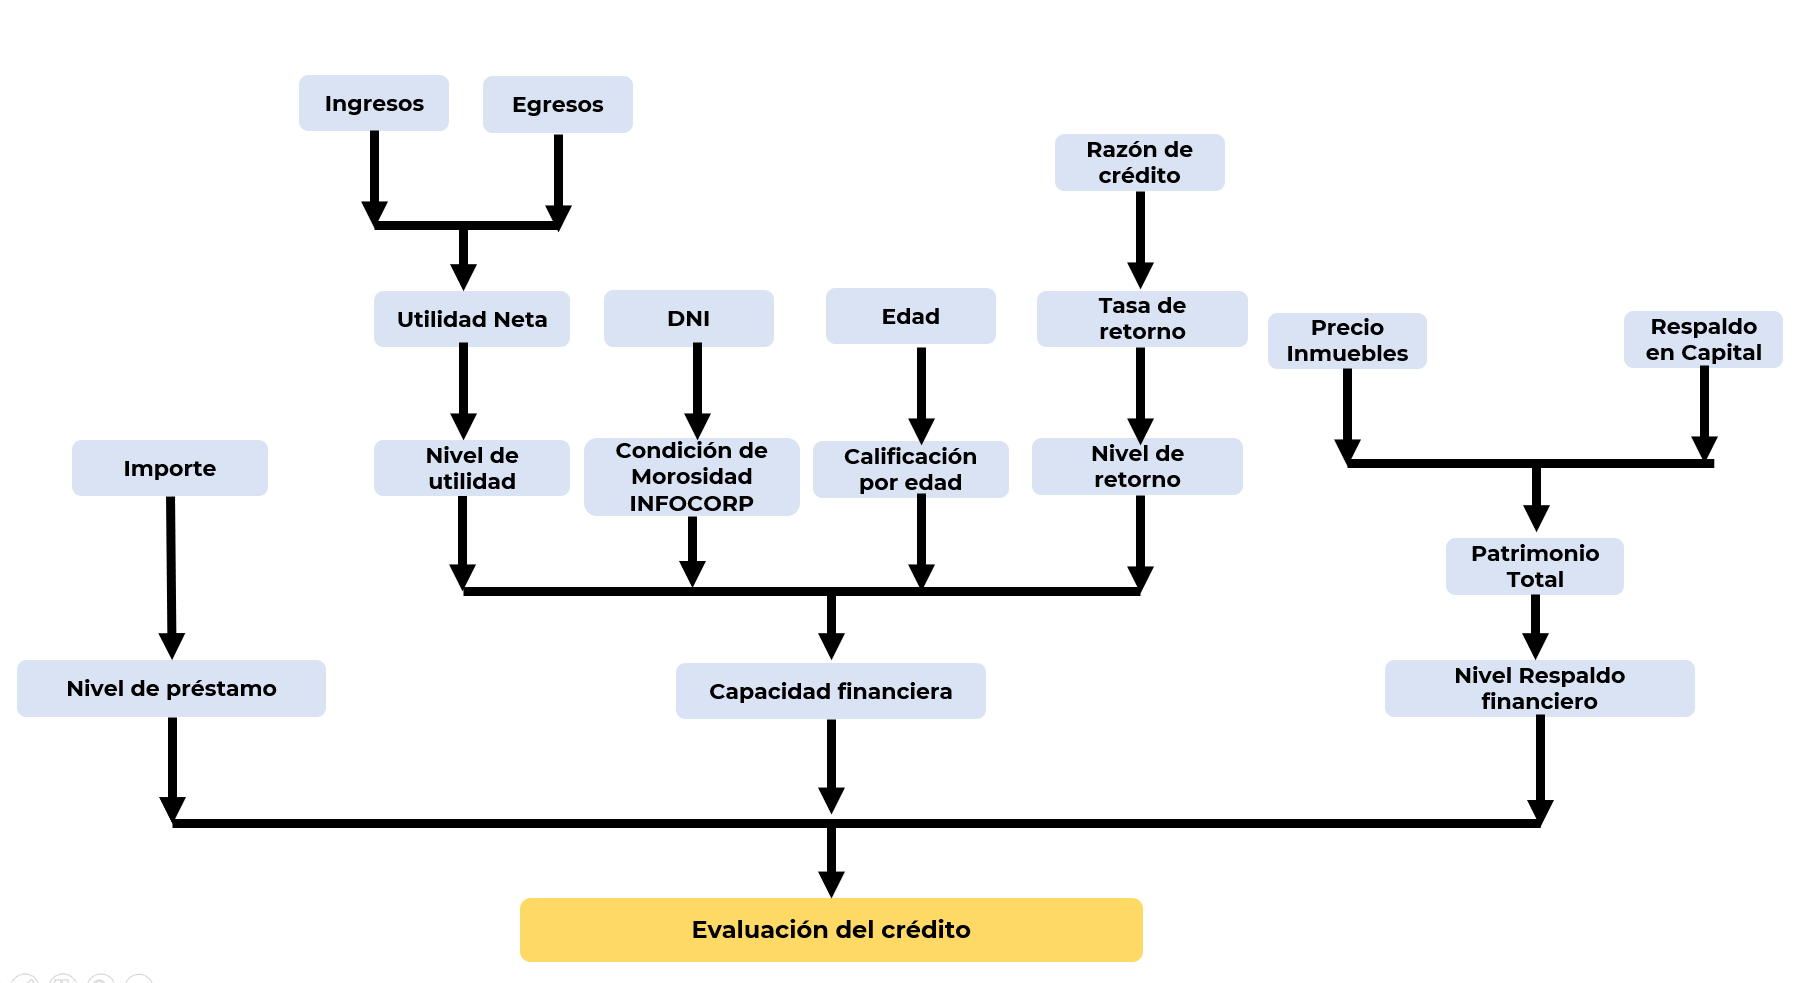 Ingresos
Egresos
Razón de
crédito
Utilidad Neta
DNI
Edad
Tasa de
retorno
Precio
Inmuebles
Respaldo
en Capital
Importe
Nivel de
utilidad
Condición de
Morosidad
INFOCORP
Calificación
por edad
Nivel de
retorno
Patrimonio
Total
Nivel de préstamo
Capacidad financiera
Nivel Respaldo
financiero
Evaluación del crédito